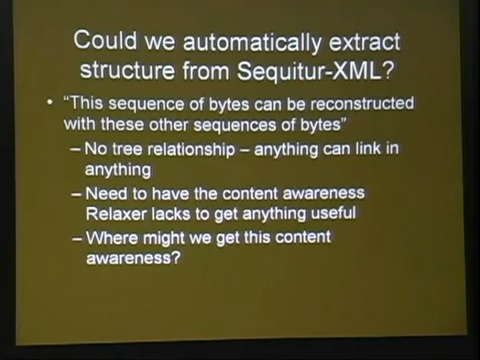 Could we automatically extract
structure from Sequitur-XML?
• “This sequence of bytes can be reconstructed
with these other sequences of bytes”
– No tree relationship – anything can link in
anything
– Need to have the content awareness
Relaxer lacks to get anything useful
– Where might we get this content
awareness?